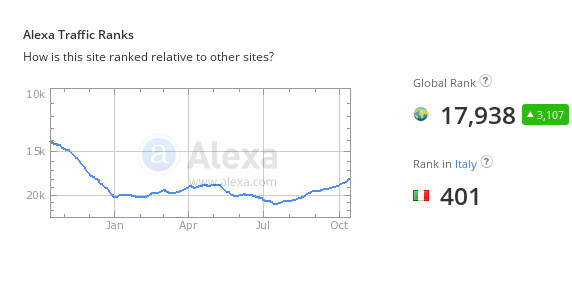 Alexa Traffic Ranks
How is this site ranked relative to other sites?
10k
15k
20k
Jan
Apr
Jul
Oct
a Alexa
www.alexa.com
Global Rank ?
17,938 3,107
Rank in Italy ?
401